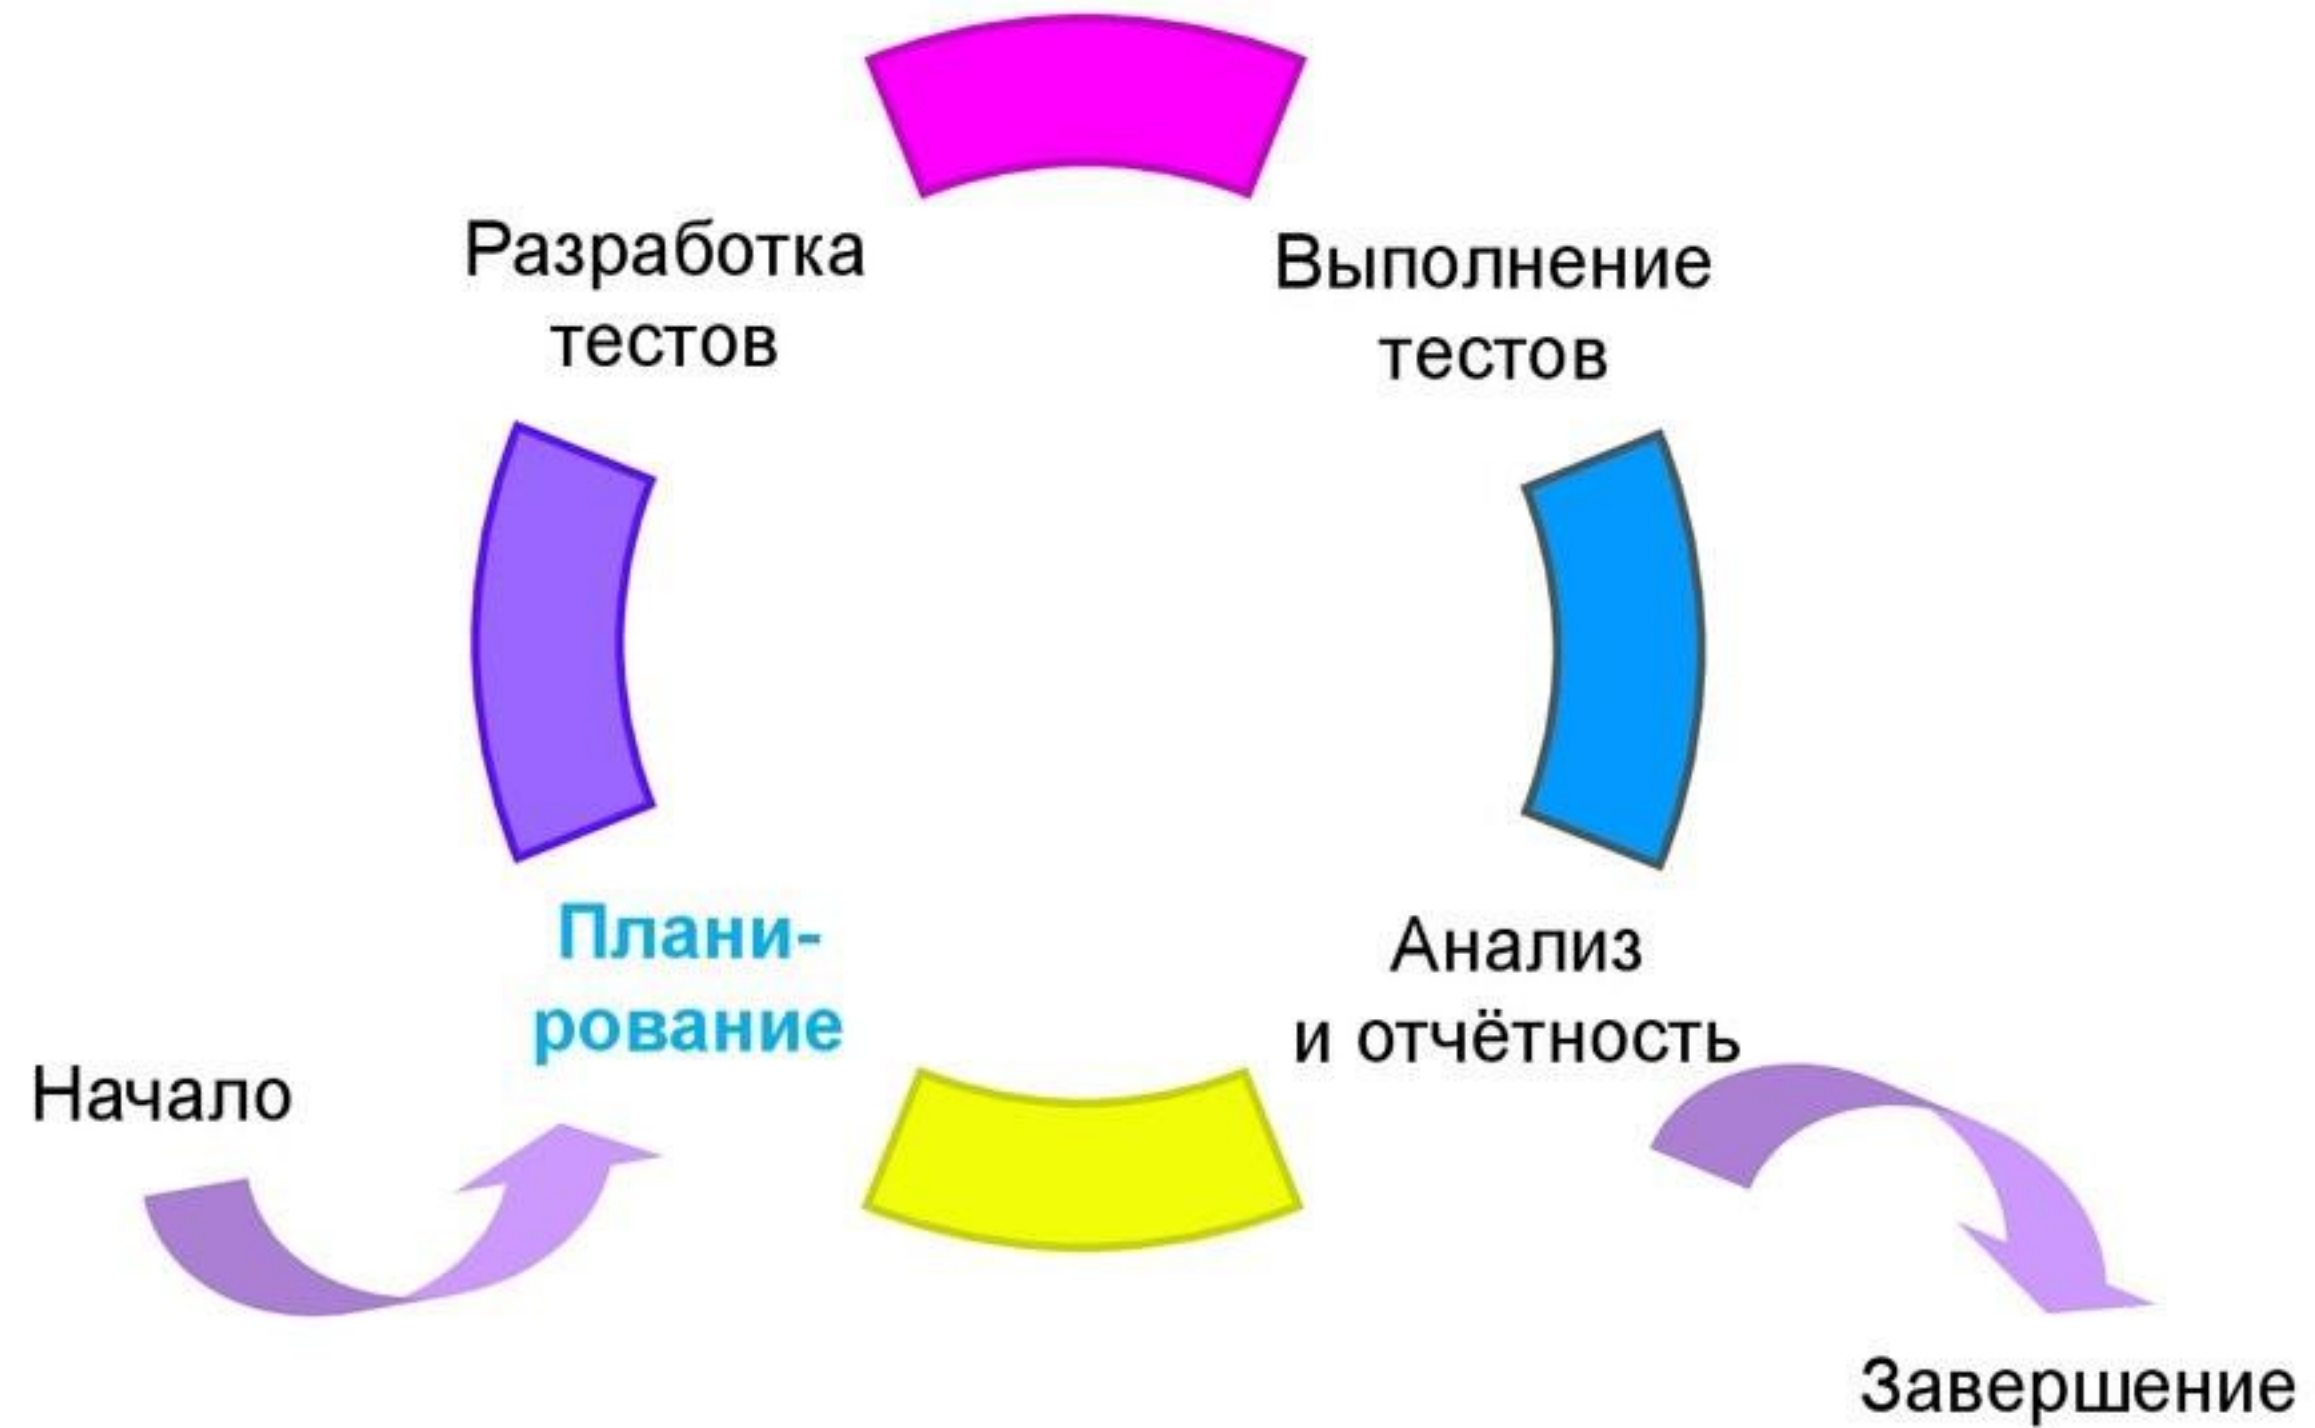 Разработка
тестов
Выполнение
тестов
Плани-
рование
Анализ
и отчётность
Начало
Завершение